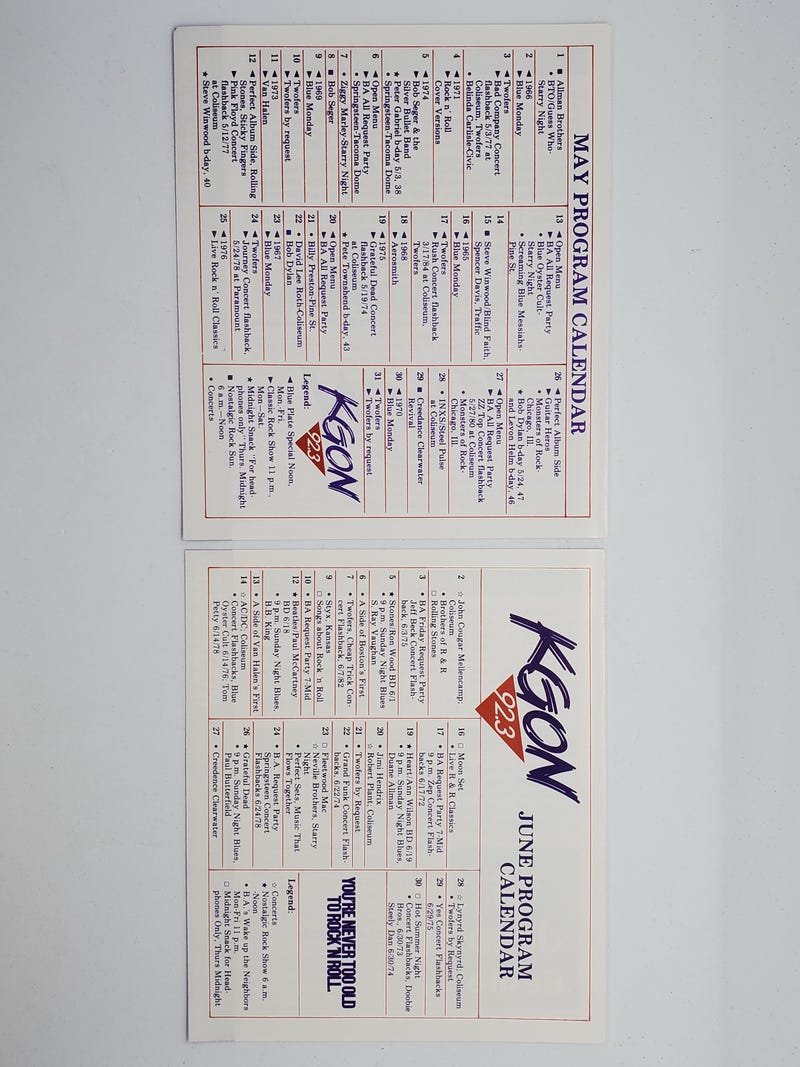 MAY PROGRAM CALENDAR
1 ■ Allman Brothers
• BTO/Guess Who-
Starry Night
2 ◄ 1966
► Blue Monday
3 ◄ Twofers
► Bad Company Concert
flashback 5/3/77 at
Coliseum, Twofers
• Belinda Carlisle-Civic
4 ◄ 1971
► Rock n' Roll
Cover Versions
5 ◄ 1974
► Bob Seger & the
Silver Bullet Band
★ Peter Gabriel b-day 5/3, 38
• Springsteen-Tacoma Dome
6 ◄ Open Menu
► BA All Request Party
• Springsteen-Tacoma Dome
7 • Ziggy Marley-Starry Night
8 ■ Bob Seger
9 ◄ 1969
► Blue Monday
10 ◄ Twofers
► Twofers by request
11 ◄ 1973
► Van Halen
12 ◄ Perfect Album Side, Rolling
Stones, Sticky Fingers
► Pink Floyd Concert
flashback 5/12/77
at Coliseum
★ Steve Winwood b-day, 40
13 ◄ Open Menu
► BA All Request Party
• Blue Oyster Cult-
Starry Night
• Screaming Blue Messiahs-
Pine St.
14
15 ■ Steve Winwood/Blind Faith,
Spencer Davis, Traffic
16 ◄ 1965
► Blue Monday
17 ◄ Twofers
► Rush Concert flashback
3/17/84 at Coliseum,
Twofers
18 ◄ 1968
► Aerosmith
19 ◄ 1975
► Grateful Dead Concert
flashback 5/19/74
at Coliseum
★ Pete Townshend b-day, 43
20 ◄ Open Menu
► BA All Request Party
21 • Billy Preston-Pine St.
22 • David Lee Roth-Coliseum
■ Bob Dylan
23 ◄ 1967
► Blue Monday
24 ◄ Twofers
► Journey Concert flashback,
5/24/78 at Paramount
25 ◄ 1976
► Live Rock n' Roll Classics
26 ◄ Perfect Album Side
► Guitar Heros
• Monsters of Rock-
Chicago, Ill.
★ Bob Dylan b-day 5/24, 47
and Levon Helm b-day, 46
27 ◄ Open Menu
► BA All Request Party
ZZ Top Concert flashback
5/27/80 at Coliseum
• Monsters of Rock-
Chicago, Ill.
28 • INXS/Steel Pulse
at Coliseum
29 ■ Creedance Clearwater
Revival
30 ◄ 1970
► Blue Monday
31 ◄ Twofers
► Twofers by request
KGON
92.3
Legend:
◄ Blue Plate Special Noon,
Mon.-Fri.
► Classic Rock Show 11 p.m.,
Mon.—Sat.
★ Midnight Snack "For head-
phones only" Thurs. Midnight
■ Nostalgic Rock Sun.
6 a.m.—Noon
• Concerts
KGON
92.3
JUNE PROGRAM
CALENDAR
2 ☆ John Cougar Mellencamp;
Coliseum
• Brothers of R & R
□ Rolling Stones
3 • BA Friday Request Party
Jeff Beck Concert Flash-
back, 6/3/75
5 ★ Stones/Ron Wood BD 6/1
• 9 p.m. Sunday Night Blues
S. Ray Vaughan
6 • A Side of Boston's First
7 • Twofers, Cheap Trick Con-
cert Flashback, 6/7/82
9 • Styx, Kansas
□ Songs about Rock 'n Roll
10 • BA Request Party 7-Mid
12 ★ Beatles/Paul McCartney
BD 6/18
• 9 p.m. Sunday Night Blues,
B.B. King
13 • A Side of Van Halen's First
14 ☆ AC/DC; Coliseum
• Concert Flashbacks, Blue
Oyster Cult 6/14/76; Tom
Petty 6/14/78
16 □ Moon Set
• Live R & R Classics
17 • BA Request Party 7-Mid
9 p.m. Zep Concert Flash-
backs 6/17/72
19 ★ Heart/Ann Wilson BD 6/19
• 9 p.m. Sunday Night Blues,
Duane Allman
20 • Jimi Hendrix
☆ Robert Plant; Coliseum
21 • Twofers by Request
22 • Grand Funk Concert Flash-
backs, 6/22/74
23 □ Fleetwood Mac
☆ Neville Brothers, Starry
Night
• Perfect Sets, Music That
Flows Together
24 • B.A. Request Party
Springsteen Concert
Flashbacks 6/24/78
26 ★ Grateful Dead
• 9 p.m. Sunday Night Blues,
Paul Butterfield
27 • Creedence Clearwater
28 ☆ Lynyrd Skynyrd; Coliseum
• Twofers by Request
29 • Yes Concert Flashbacks
6/29/75
30 □ Hot Summer Night
• Concert Flashbacks, Doobie
Bros., 6/30/73
Steely Dan 6/30/74
YOU'RE NEVER TOO OLD
TO ROCK 'N ROLL.
Legend:
☆ Concerts
★ Nostalgic Rock Show 6 a.m.
-Noon
• B.A.'s Wake up the Neighbors
Mon-Fri 11 p.m.
□ Midnight Snack for Head-
phones Only, Thurs Midnight